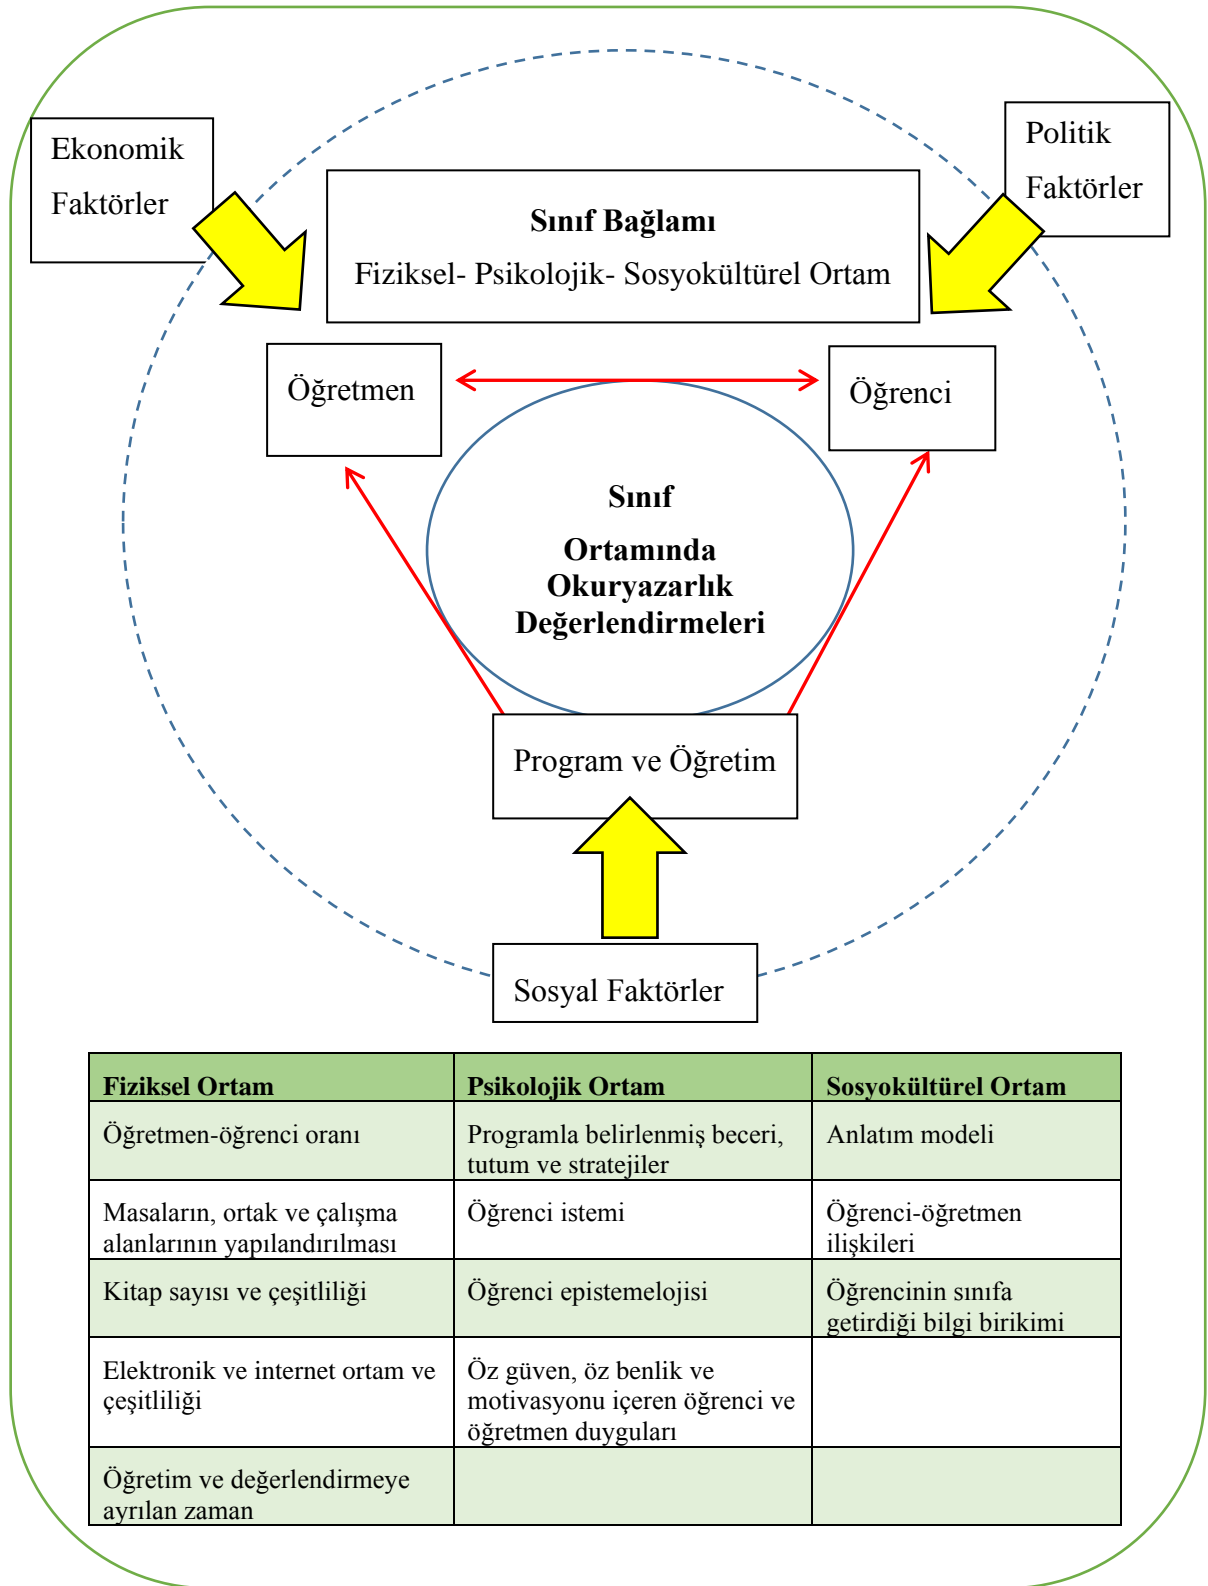 Ekonomik
Faktörler
Politik
Faktörler
Sınıf Bağlamı
Fiziksel- Psikolojik- Sosyokültürel Ortam
Öğretmen
Öğrenci
Sınıf
Ortamında
Okuryazarlık
Değerlendirmeleri
Program ve Öğretim
Sosyal Faktörler
Fiziksel Ortam
Psikolojik Ortam
Sosyokültürel Ortam
Öğretmen-öğrenci oranı
Programla belirlenmiş beceri,
tutum ve stratejiler
Anlatım modeli
Masaların, ortak ve çalışma
alanlarının yapılandırılması
Öğrenci istemi
Öğrenci-öğretmen
ilişkileri
Kitap sayısı ve çeşitliliği
Öğrenci epistemelojisi
Öğrencinin sınıfa
getirdiği bilgi birikimi
Elektronik ve internet ortam ve
çeşitliliği
Öz güven, öz benlik ve
motivasyonu içeren öğrenci ve
öğretmen duyguları
Öğretim ve değerlendirmeye
ayrılan zaman